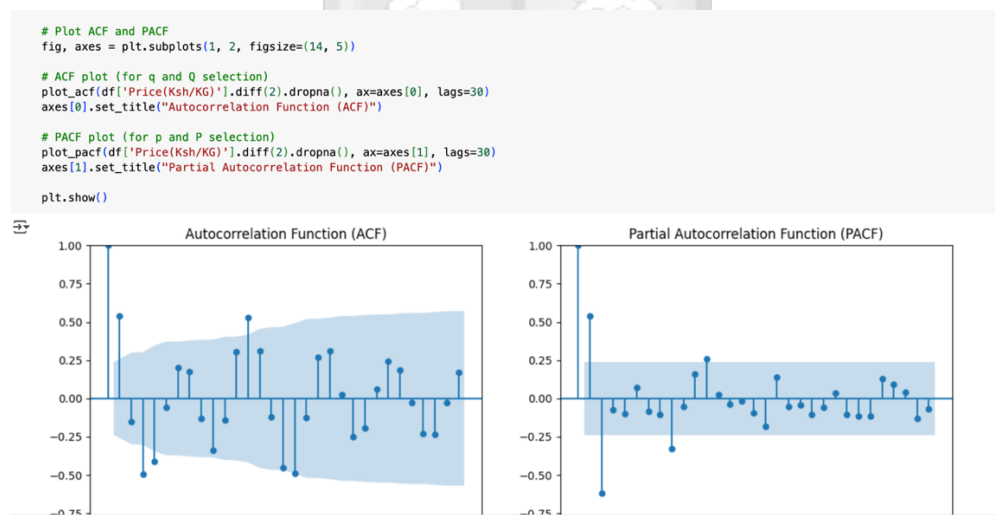 # Plot ACF and PACF
fig, axes = plt.subplots(1, 2, figsize=(14, 5))
# ACF plot (for q and Q selection)
plot_acf(df['Price(Ksh/KG)'].diff(2).dropna(), ax=axes[0], lags=30)
axes[0].set_title("Autocorrelation Function (ACF)")
# PACF plot (for p and P selection)
plot_pacf(df['Price(Ksh/KG)'].diff(2).dropna(), ax=axes[1], lags=30)
axes[1].set_title("Partial Autocorrelation Function (PACF)")
plt.show()
Autocorrelation Function (ACF)
1.00
0.75
0.50
0.25
0.00
−0.25
−0.50
−0.75
Partial Autocorrelation Function (PACF)
1.00
0.75
0.50
0.25
0.00
−0.25
−0.50
−0.75